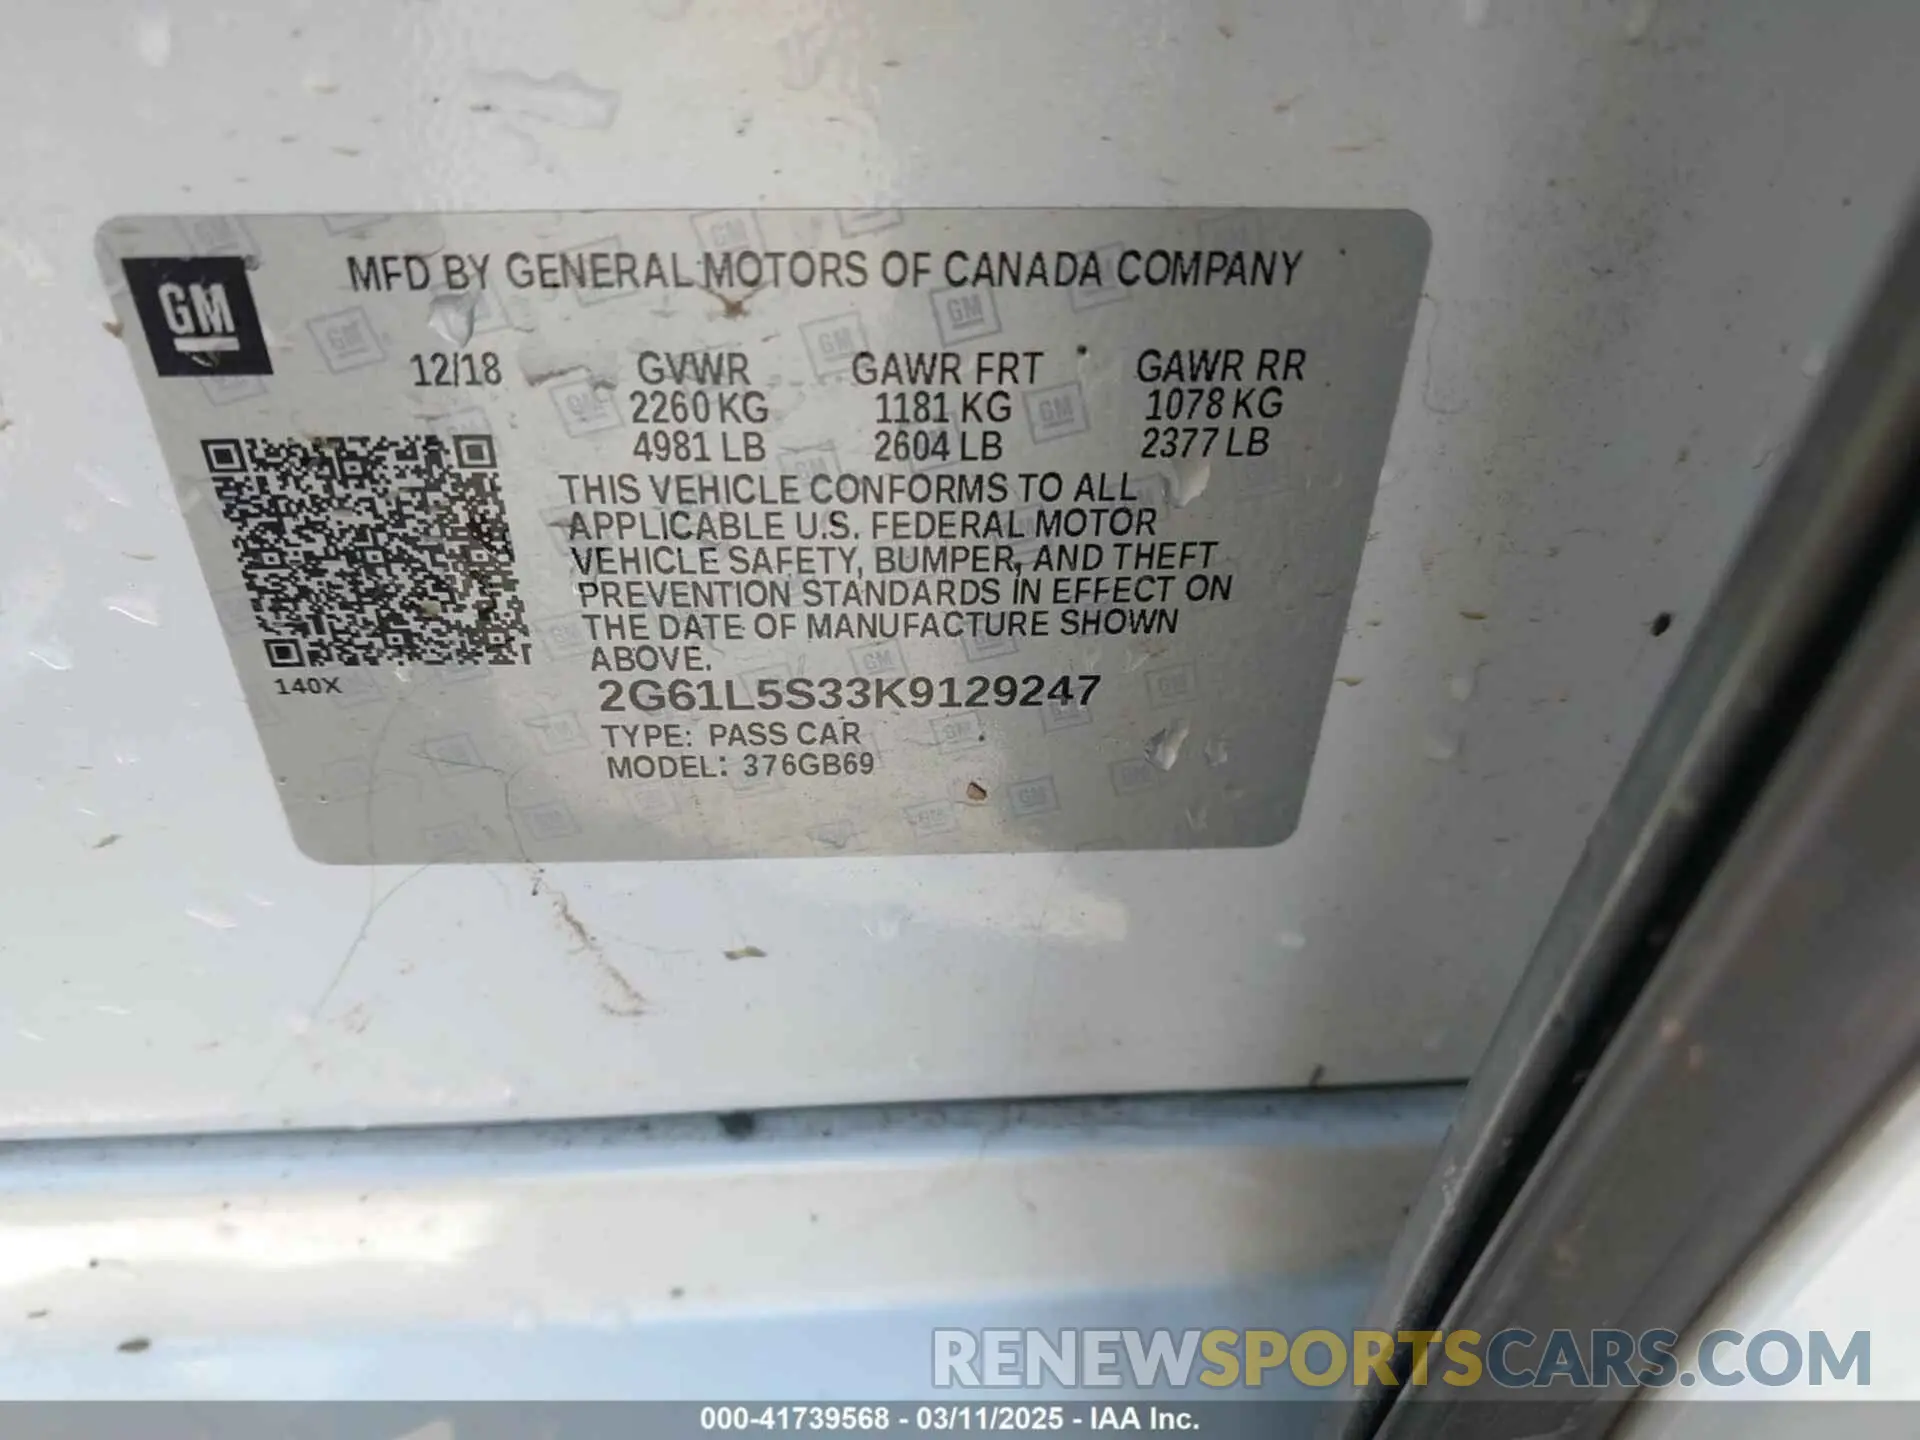 MFD BY GENERAL MOTORS OF CANADA COMPANY
GM
12/18 GVWR GAWR FRT GAWR RR
2260 KG 1181 KG 1078 KG
4981 LB 2604 LB 2377 LB
THIS VEHICLE CONFORMS TO ALL
APPLICABLE U.S. FEDERAL MOTOR
VEHICLE SAFETY, BUMPER, AND THEFT
PREVENTION STANDARDS IN EFFECT ON
THE DATE OF MANUFACTURE SHOWN
ABOVE.
140X
2G61L5S33K9129247
TYPE: PASS CAR
MODEL: 376GB69
RENEWSPORTSCARS.COM
000-41739568 - 03/11/2025 - IAA Inc.